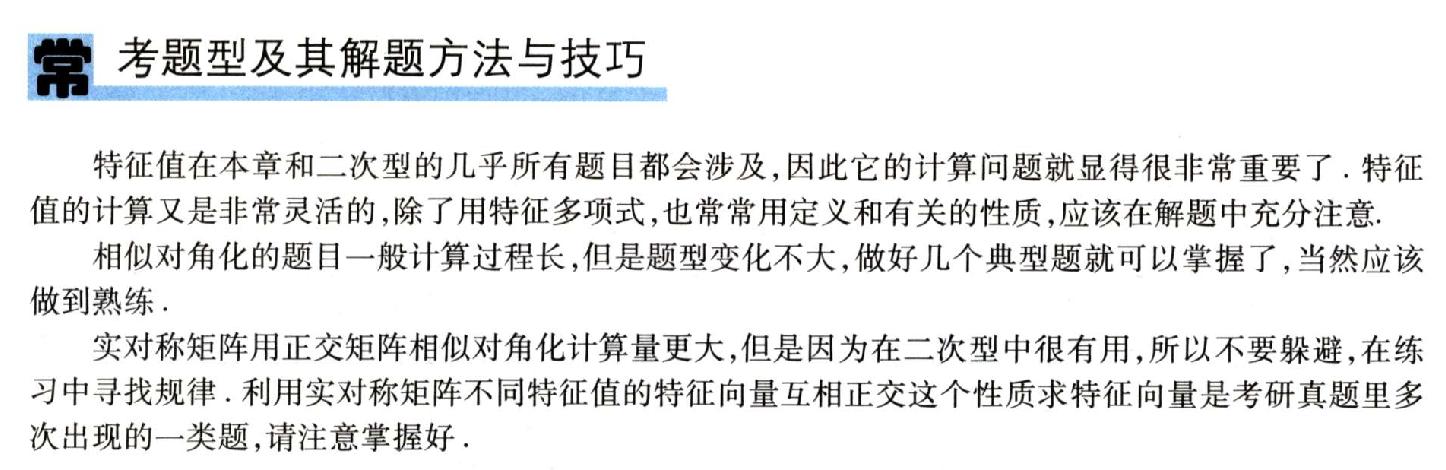 常考题型及其解题方法与技巧
特征值在本章和二次型的几乎所有题目都会涉及,因此它的计算问题就显得很非常重要了.特征
值的计算又是非常灵活的,除了用特征多项式,也常常用定义和有关的性质,应该在解题中充分注意.
相似对角化的题目一般计算过程长,但是题型变化不大,做好几个典型题就可以掌握了,当然应该
做到熟练.
实对称矩阵用正交矩阵相似对角化计算量更大,但是因为在二次型中很有用,所以不要躲避,在练
习中寻找规律.利用实对称矩阵不同特征值的特征向量互相正交这个性质求特征向量是考研真题里多
次出现的一类题,请注意掌握好.